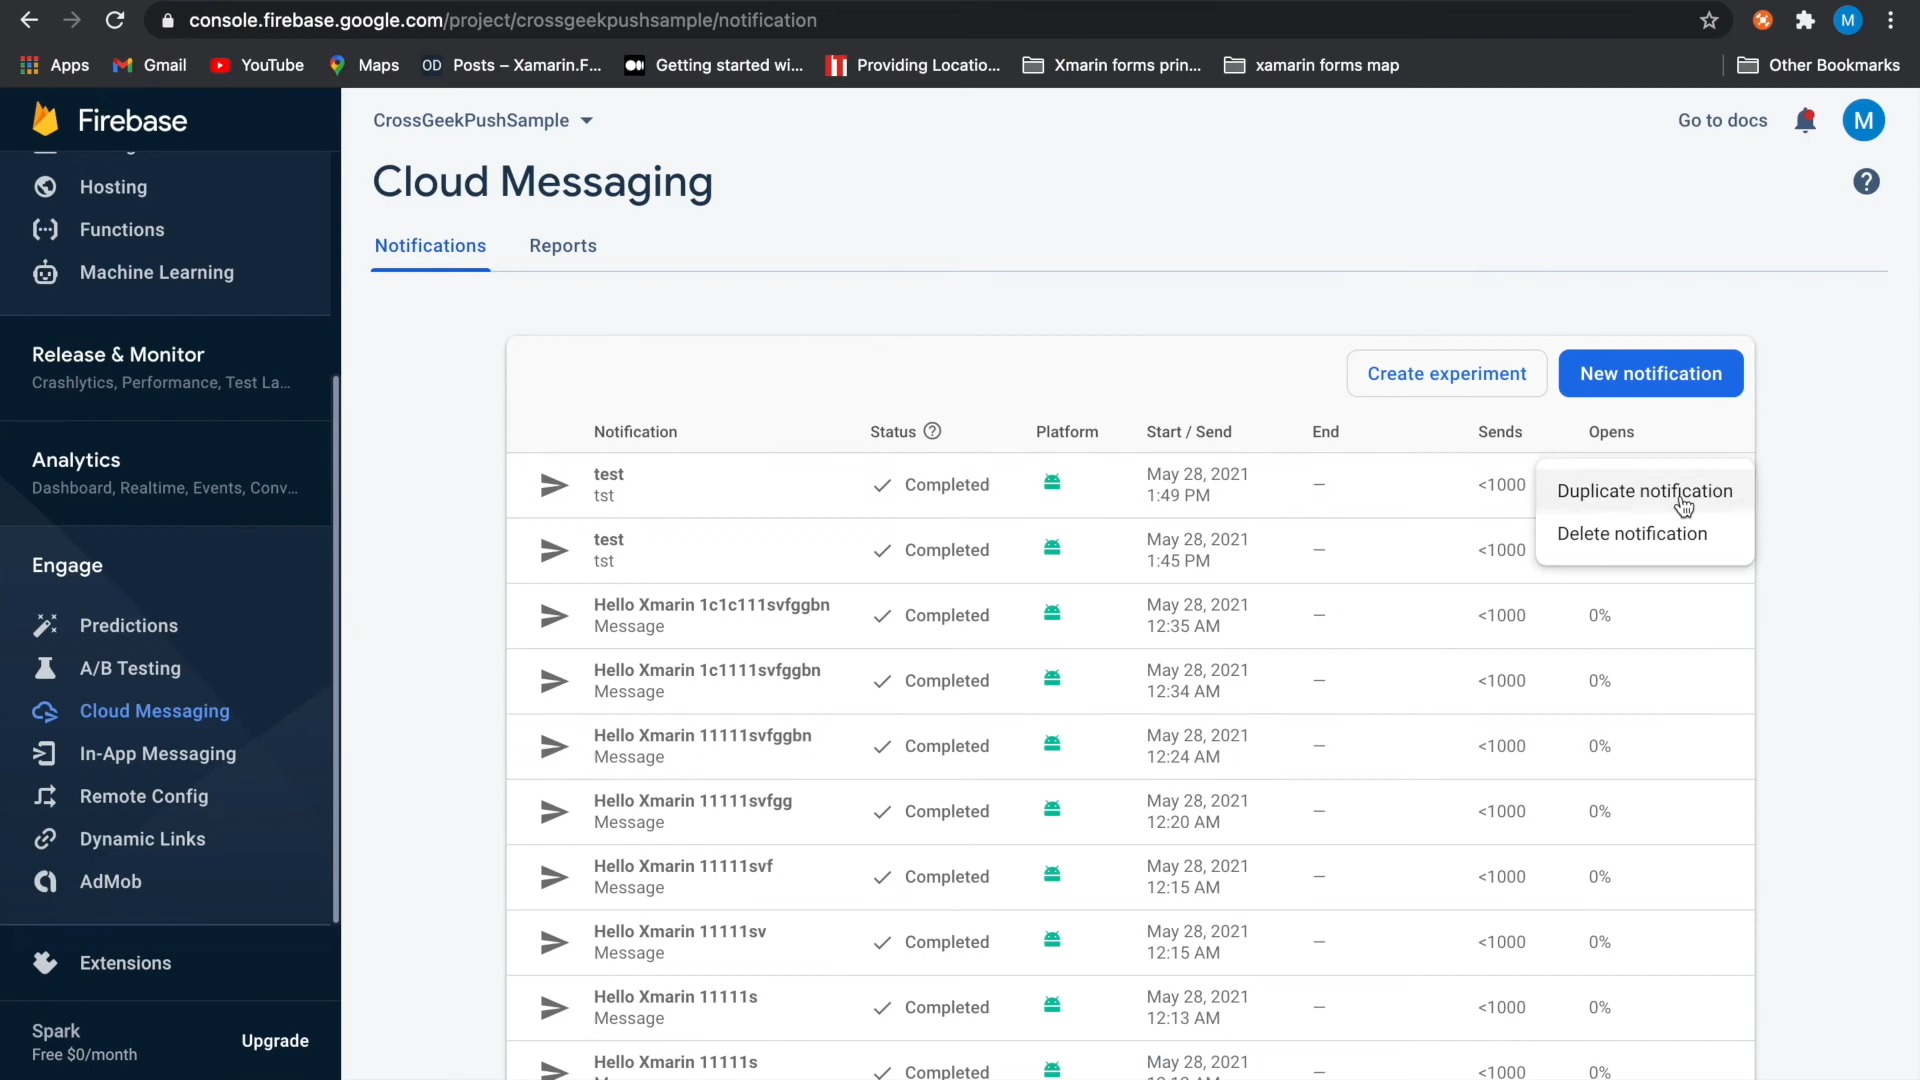 console.firebase.google.com/project/crossgeekpushsample/notification
M
Apps
Gmail
YouTube
Maps
OD Posts – Xamarin.F...
Getting started wi...
Providing Locatio...
Xmarin forms prin...
xamarin forms map
Other Bookmarks
Firebase
Hosting
Functions
Machine Learning
Release & Monitor
Crashlytics, Performance, Test La...
Analytics
Dashboard, Realtime, Events, Conv...
Engage
Predictions
A/B Testing
Cloud Messaging
In-App Messaging
Remote Config
Dynamic Links
AdMob
Extensions
Spark
Free $0/month
Upgrade
CrossGeekPushSample
Go to docs
M
Cloud Messaging
?
Notifications
Reports
Create experiment
New notification
Notification Status ? Platform Start / Send End Sends Opens
test Completed May 28, 2021 – <1000
tst 1:49 PM
Duplicate notification
Delete notification
test Completed May 28, 2021 – <1000
tst 1:45 PM
Hello Xmarin 1c1c111svfggbn Completed May 28, 2021 – <1000 0%
Message 12:35 AM
Hello Xmarin 1c1111svfggbn Completed May 28, 2021 – <1000 0%
Message 12:34 AM
Hello Xmarin 11111svfggbn Completed May 28, 2021 – <1000 0%
Message 12:24 AM
Hello Xmarin 11111svfgg Completed May 28, 2021 – <1000 0%
Message 12:20 AM
Hello Xmarin 11111svf Completed May 28, 2021 – <1000 0%
Message 12:15 AM
Hello Xmarin 11111sv Completed May 28, 2021 – <1000 0%
Message 12:15 AM
Hello Xmarin 11111s Completed May 28, 2021 – <1000 0%
Message 12:13 AM
Hello Xmarin 11111s Completed May 28, 2021 – <1000 0%